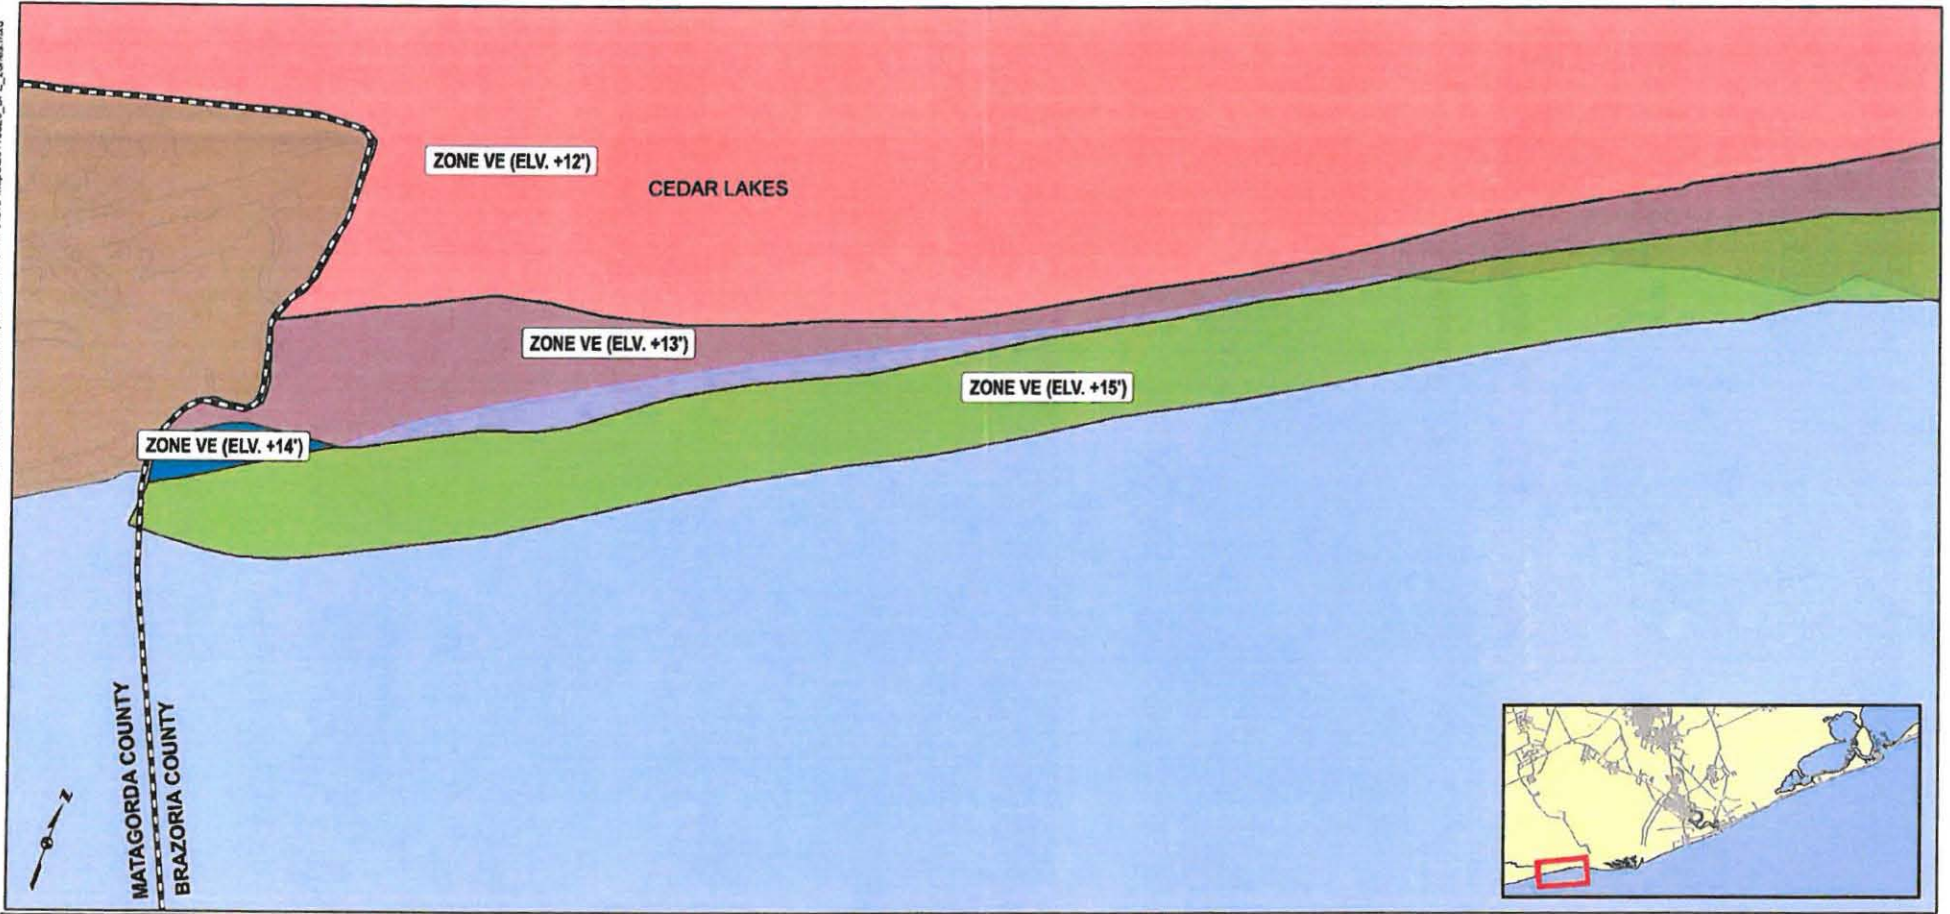 ZONE VE (ELV. +12')
CEDAR LAKES
ZONE VE (ELV. +13')
ZONE VE (ELV. +15')
ZONE VE (ELV. +14')
MATAGORDA COUNTY
BRAZORIA COUNTY
N